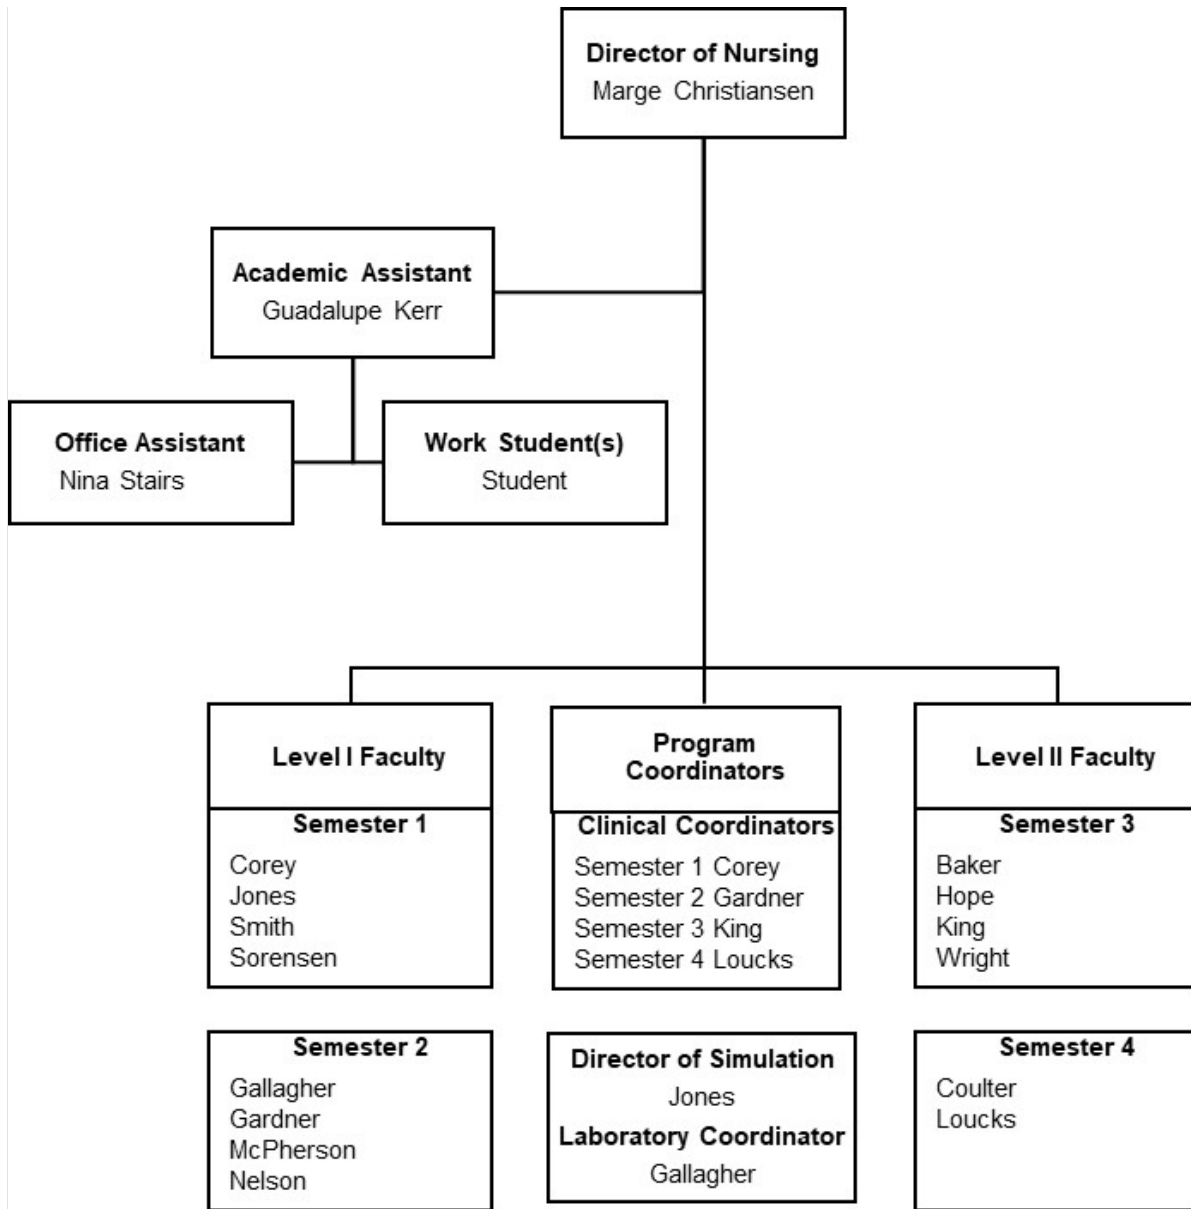 Director of Nursing
Marge Christiansen
Academic Assistant
Guadalupe Kerr
Office Assistant
Nina Stairs
Work Student(s)
Student
Level I Faculty
Semester 1
Corey
Jones
Smith
Sorensen
Semester 2
Gallagher
Gardner
McPherson
Nelson
Program
Coordinators
Clinical Coordinators
Semester 1 Corey
Semester 2 Gardner
Semester 3 King
Semester 4 Loucks
Director of Simulation
Jones
Laboratory Coordinator
Gallagher
Level II Faculty
Semester 3
Baker
Hope
King
Wright
Semester 4
Coulter
Loucks